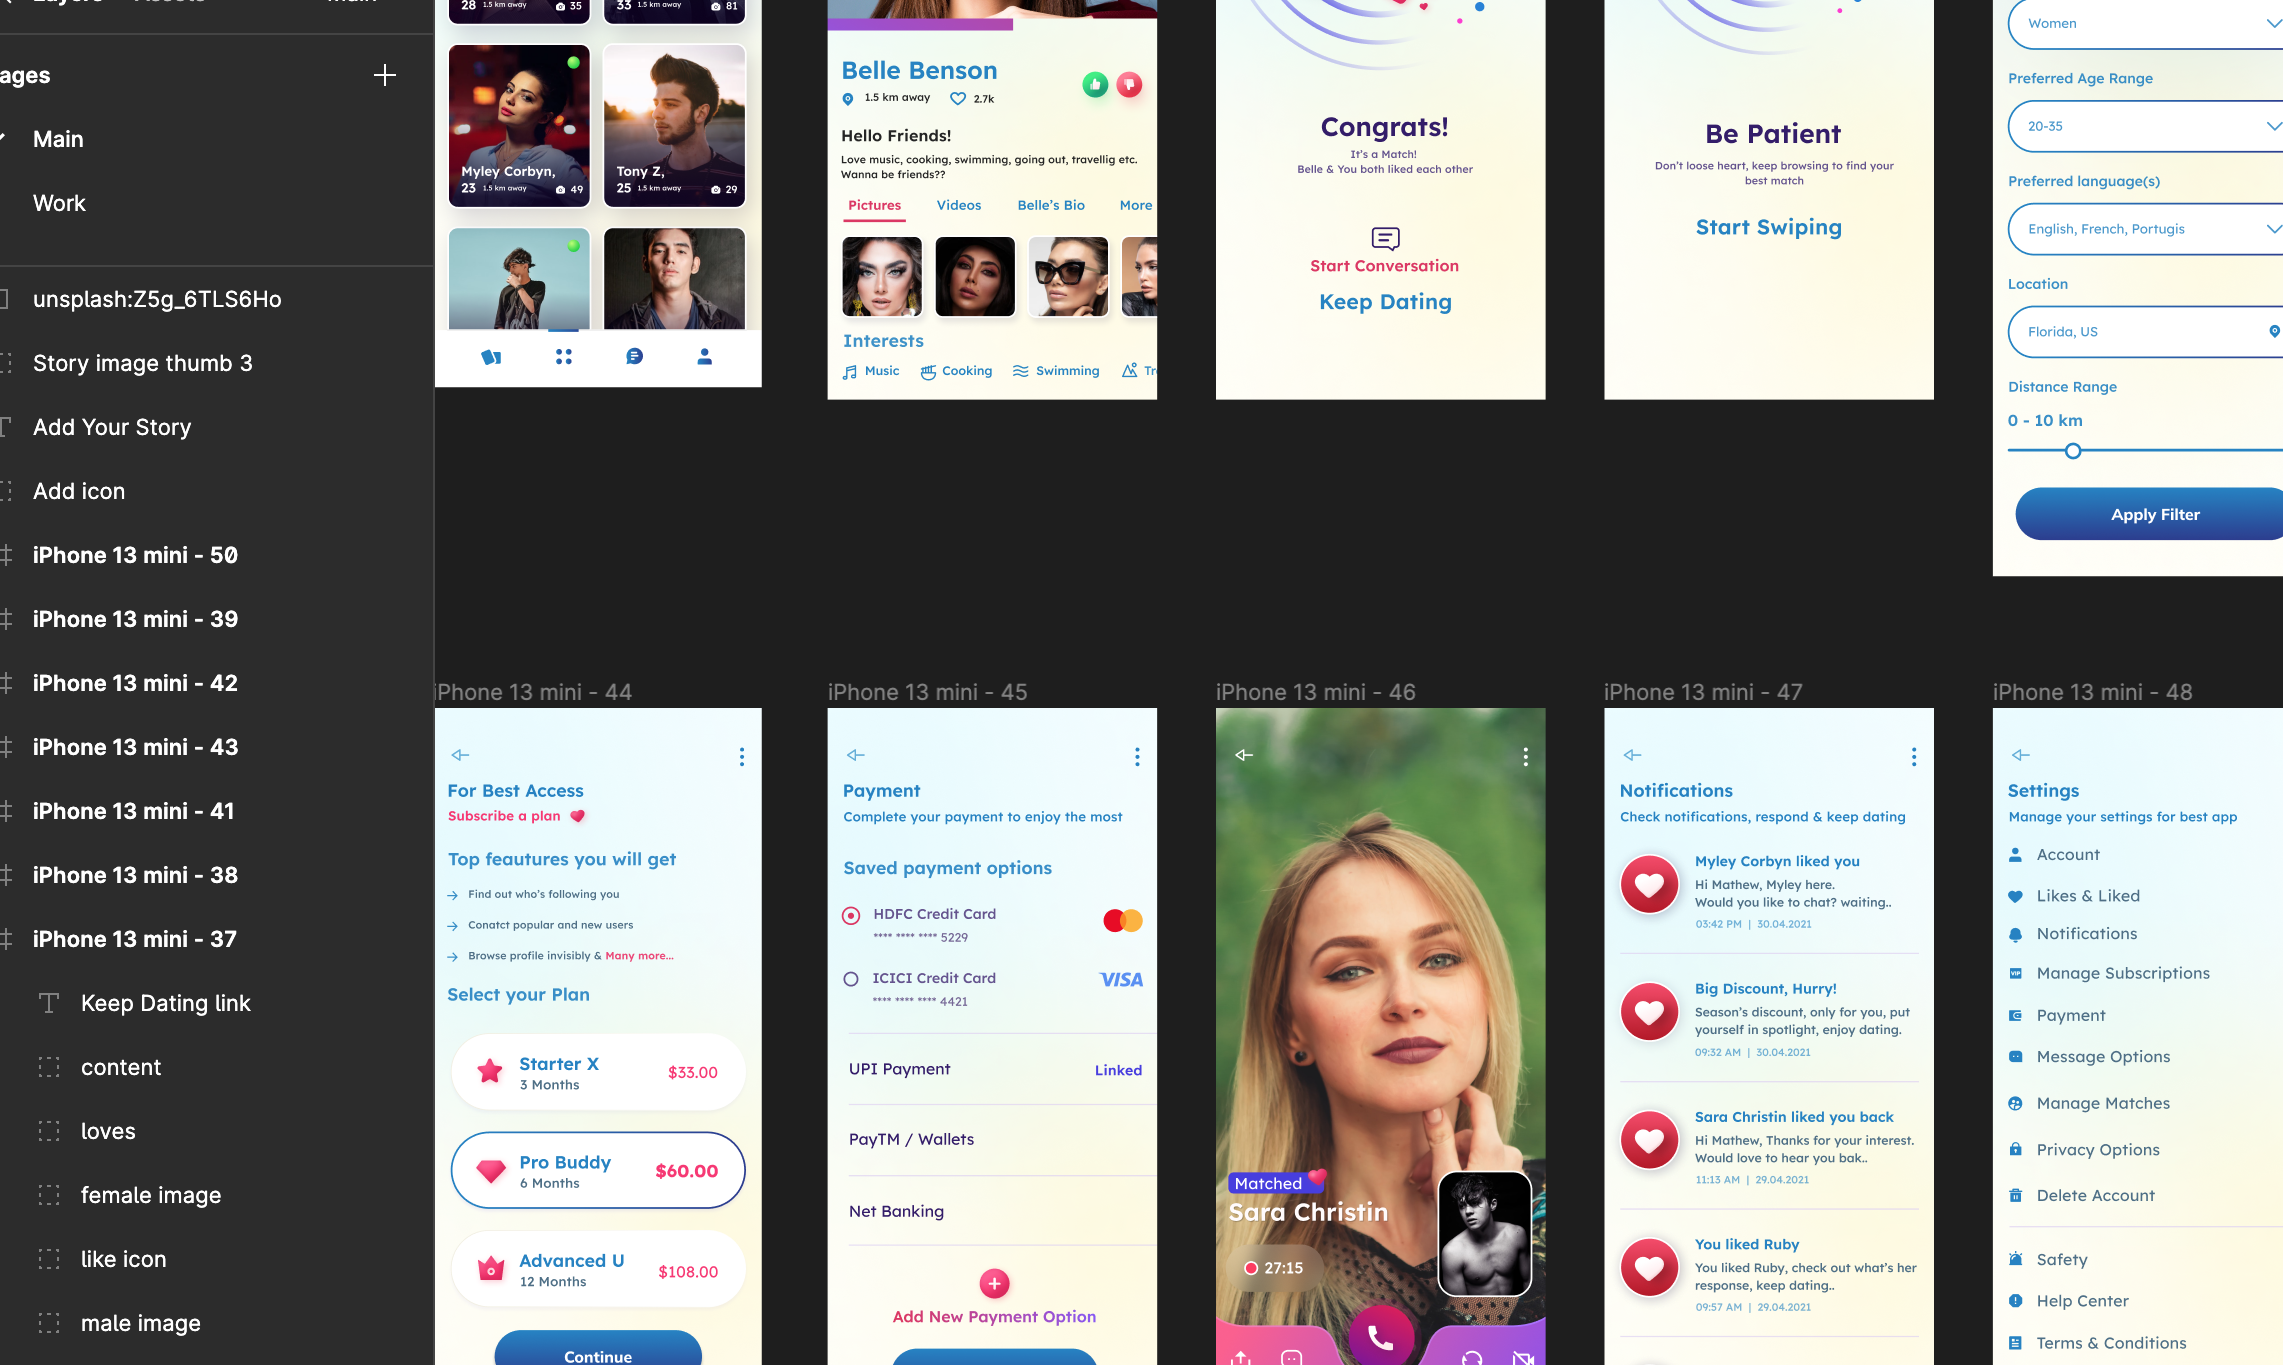 Layers
Assets
Main
ages
Main
Work
unsplash:Z5g_6TLS6Ho
Story image thumb 3
Add Your Story
Add icon
iPhone 13 mini - 50
iPhone 13 mini - 39
iPhone 13 mini - 42
iPhone 13 mini - 43
iPhone 13 mini - 41
iPhone 13 mini - 38
iPhone 13 mini - 37
Keep Dating link
content
loves
female image
like icon
male image
28 1.5 km away 35
33 1.5 km away 81
Myley Corbyn,
23 1.5 km away 49
Tony Z,
25 1.5 km away 29
Belle Benson
1.5 km away 2.7k
Hello Friends!
Love music, cooking, swimming, going out, travellig etc.
Wanna be friends??
Pictures Videos Belle's Bio More
Interests
Music Cooking Swimming Tr
Congrats!
It's a Match!
Belle & You both liked each other
Start Conversation
Keep Dating
Be Patient
Don't loose heart, keep browsing to find your
best match
Start Swiping
Women
Preferred Age Range
20-35
Preferred language(s)
English, French, Portugis
Location
Florida, US
Distance Range
0 - 10 km
Apply Filter
iPhone 13 mini - 44
For Best Access
Subscribe a plan
Top feautures you will get
Find out who's following you
Conatct popular and new users
Browse profile invisibly & Many more...
Select your Plan
Starter X
3 Months
$33.00
Pro Buddy
6 Months
$60.00
Advanced U
12 Months
$108.00
Continue
iPhone 13 mini - 45
Payment
Complete your payment to enjoy the most
Saved payment options
HDFC Credit Card
**** **** **** 5229
ICICI Credit Card
**** **** **** 4421
VISA
UPI Payment Linked
PayTM / Wallets
Net Banking
Add New Payment Option
iPhone 13 mini - 46
Matched
Sara Christin
27:15
iPhone 13 mini - 47
Notifications
Check notifications, respond & keep dating
Myley Corbyn liked you
Hi Mathew, Myley here.
Would you like to chat? waiting..
03:42 PM | 30.04.2021
Big Discount, Hurry!
Season's discount, only for you, put
yourself in spotlight, enjoy dating.
09:32 AM | 30.04.2021
Sara Christin liked you back
Hi Mathew, Thanks for your interest.
Would love to hear you bak..
11:13 AM | 29.04.2021
You liked Ruby
You liked Ruby, check out what's her
response, keep dating..
09:57 AM | 29.04.2021
iPhone 13 mini - 48
Settings
Manage your settings for best app
Account
Likes & Liked
Notifications
VIP Manage Subscriptions
Payment
Message Options
Manage Matches
Privacy Options
Delete Account
Safety
Help Center
Terms & Conditions